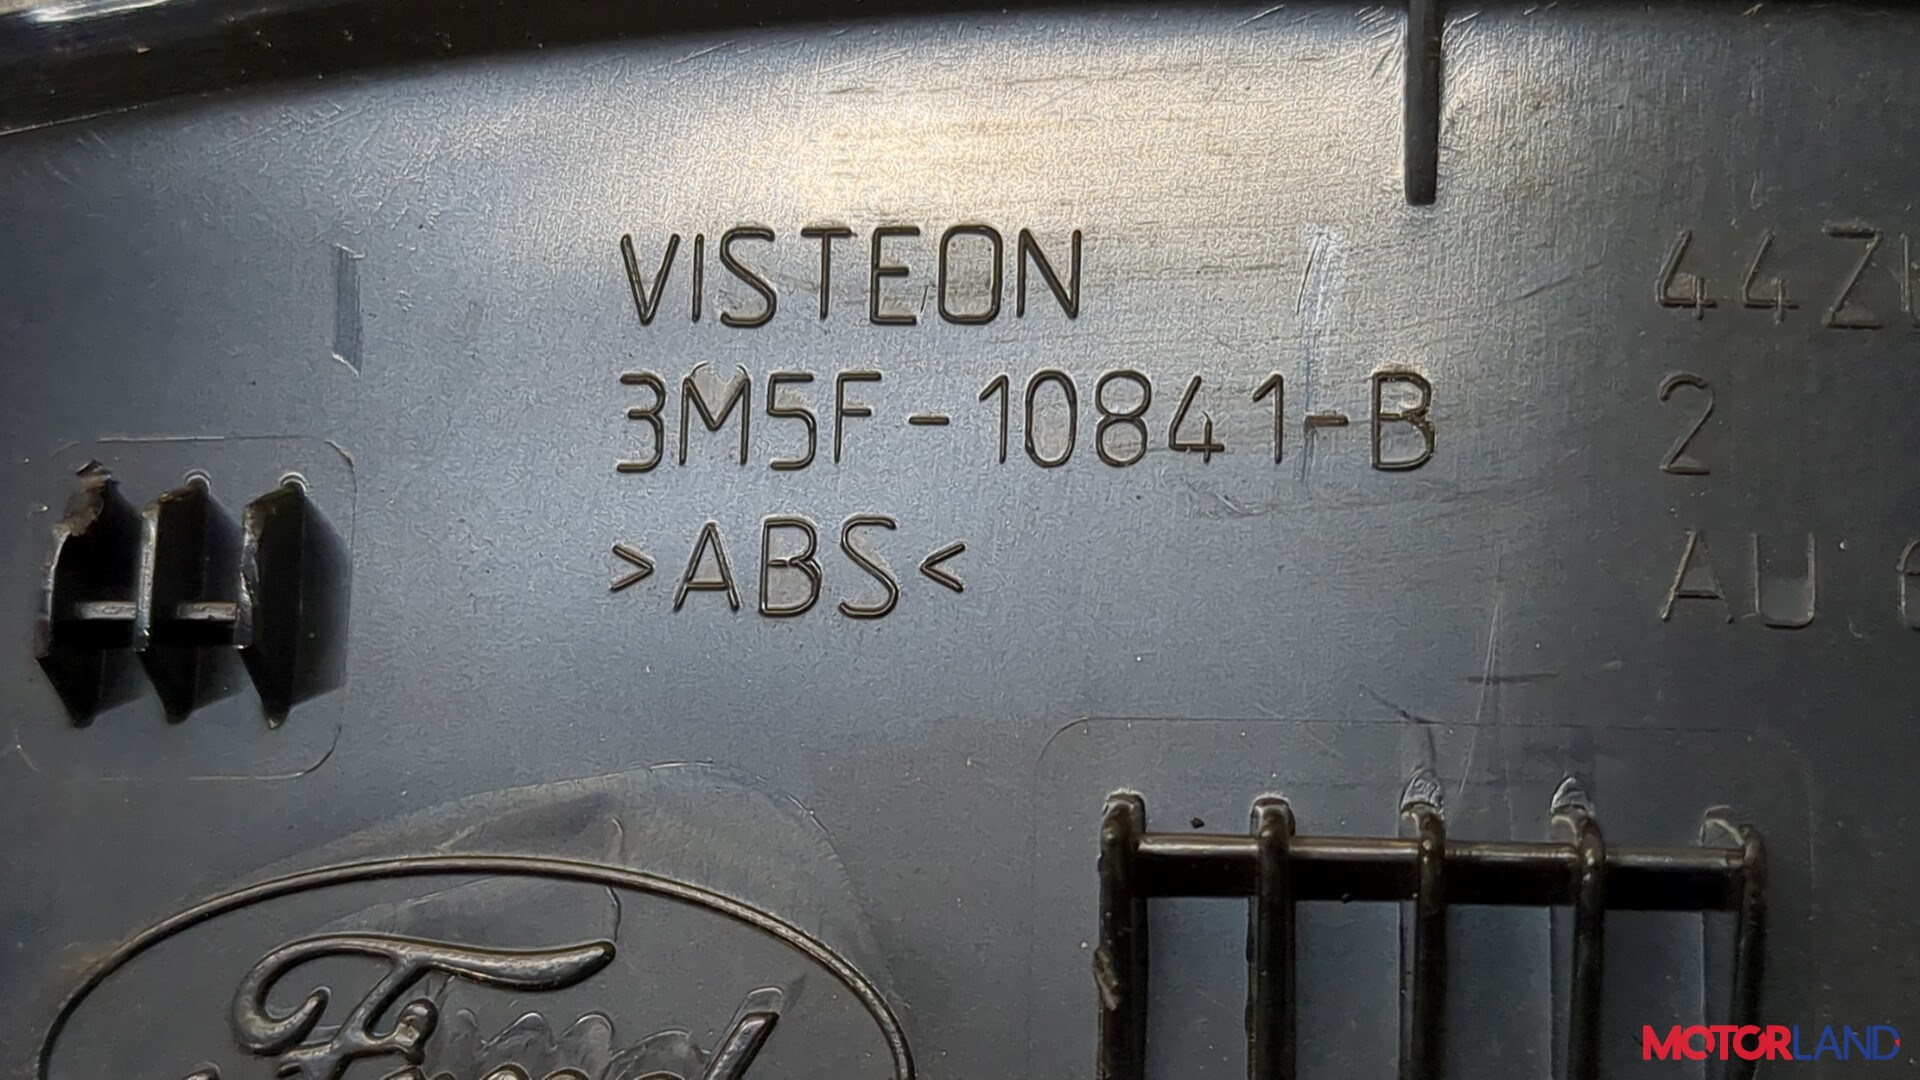 VISTEON
3M5F-10841-B
>ABS<
2
Ford
MOTORLAND